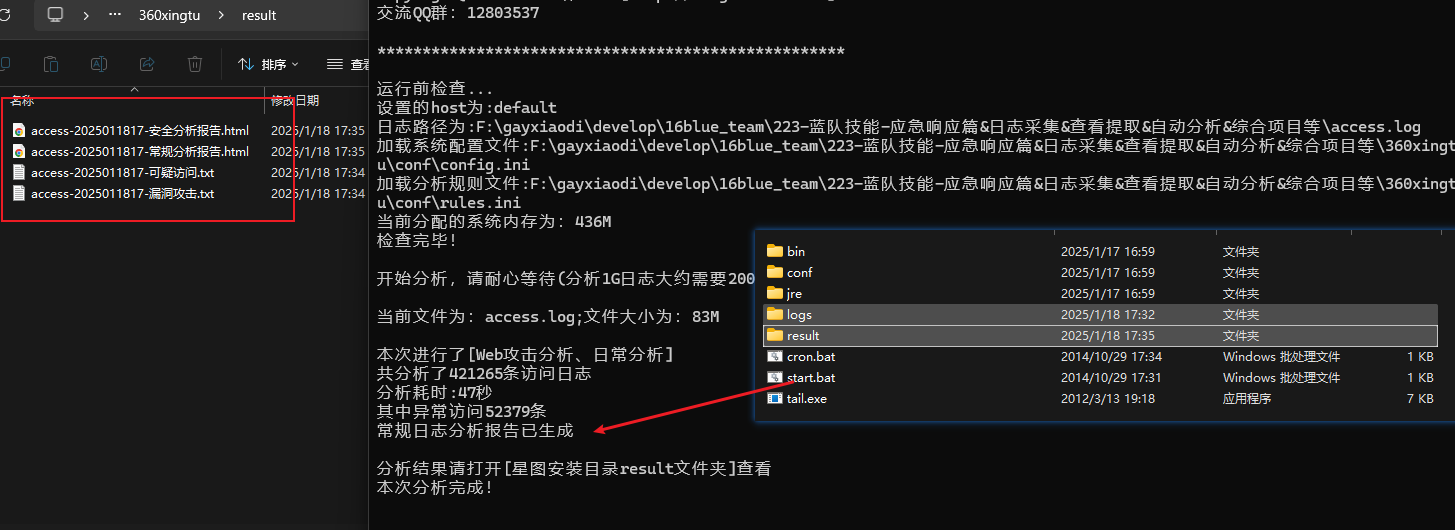 360xingtu
result
排序
查看
名称
修改日期
access-2025011817-安全分析报告.html
2025/1/18 17:35
access-2025011817-常规分析报告.html
2025/1/18 17:35
access-2025011817-可疑访问.txt
2025/1/18 17:34
access-2025011817-漏洞攻击.txt
2025/1/18 17:34
交流QQ群: 12803537
****************************************************
运行前检查...
设置的host为:default
日志路径为:F:\gayxiaodi\develop\16blue_team\223-蓝队技能-应急响应篇&日志采集&查看提取&自动分析&综合项目等\access.log
加载系统配置文件:F:\gayxiaodi\develop\16blue_team\223-蓝队技能-应急响应篇&日志采集&查看提取&自动分析&综合项目等\360xingt
u\conf\config.ini
加载分析规则文件:F:\gayxiaodi\develop\16blue_team\223-蓝队技能-应急响应篇&日志采集&查看提取&自动分析&综合项目等\360xingt
u\conf\rules.ini
当前分配的系统内存为: 436M
检查完毕!
开始分析, 请耐心等待(分析1G日志大约需要200
当前文件为: access.log;文件大小为: 83M
本次进行了[Web攻击分析、日常分析]
共分析了421265条访问日志
分析耗时:47秒
其中异常访问52379条
常规日志分析报告已生成
分析结果请打开[星图安装目录result文件夹]查看
本次分析完成!
bin 2025/1/17 16:59 文件夹
conf 2025/1/17 16:59 文件夹
jre 2025/1/17 16:59 文件夹
logs 2025/1/18 17:32 文件夹
result 2025/1/18 17:35 文件夹
cron.bat 2014/10/29 17:34 Windows 批处理文件 1 KB
start.bat 2014/10/29 17:31 Windows 批处理文件 1 KB
tail.exe 2012/3/13 19:18 应用程序 7 KB